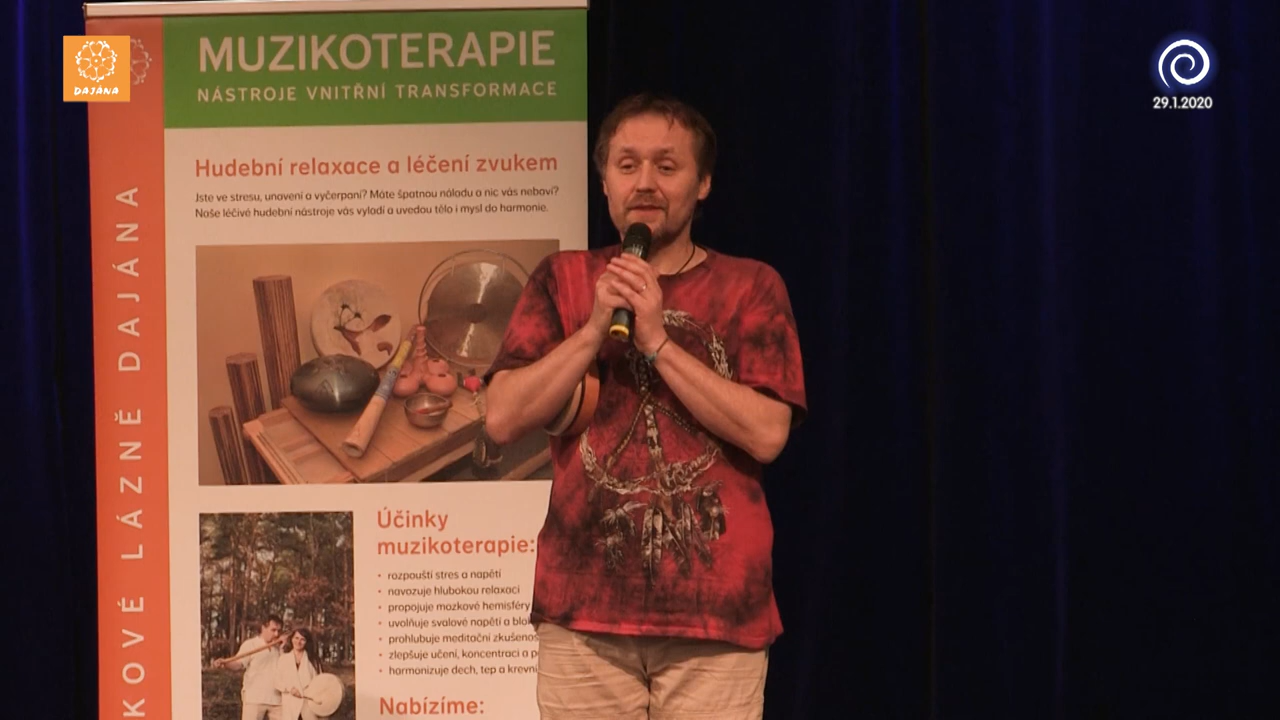 DAJÁNA
29.1.2020
KOVÉ LÁZNĚ DAJÁNA
MUZIKOTERAPIE
NÁSTROJE VNITŘNÍ TRANSFORMACE
Hudební relaxace a léčení zvukem
Jste ve stresu, unavení a vyčerpaní? Máte špatnou náladu a nic vás nebaví?
Naše léčivé hudební nástroje vás vyladí a uvedou tělo i mysl do harmonie.
Účinky
muzikoterapie:
• rozpouští stres a napětí
• navozuje hlubokou relaxaci
• propojuje mozkové hemisféry
• uvolňuje svalové napětí a blo
• prohlubuje meditační zkušenos
• zlepšuje učení, koncentraci a p
• harmonizuje dech, tep a krevní
Nabízíme: